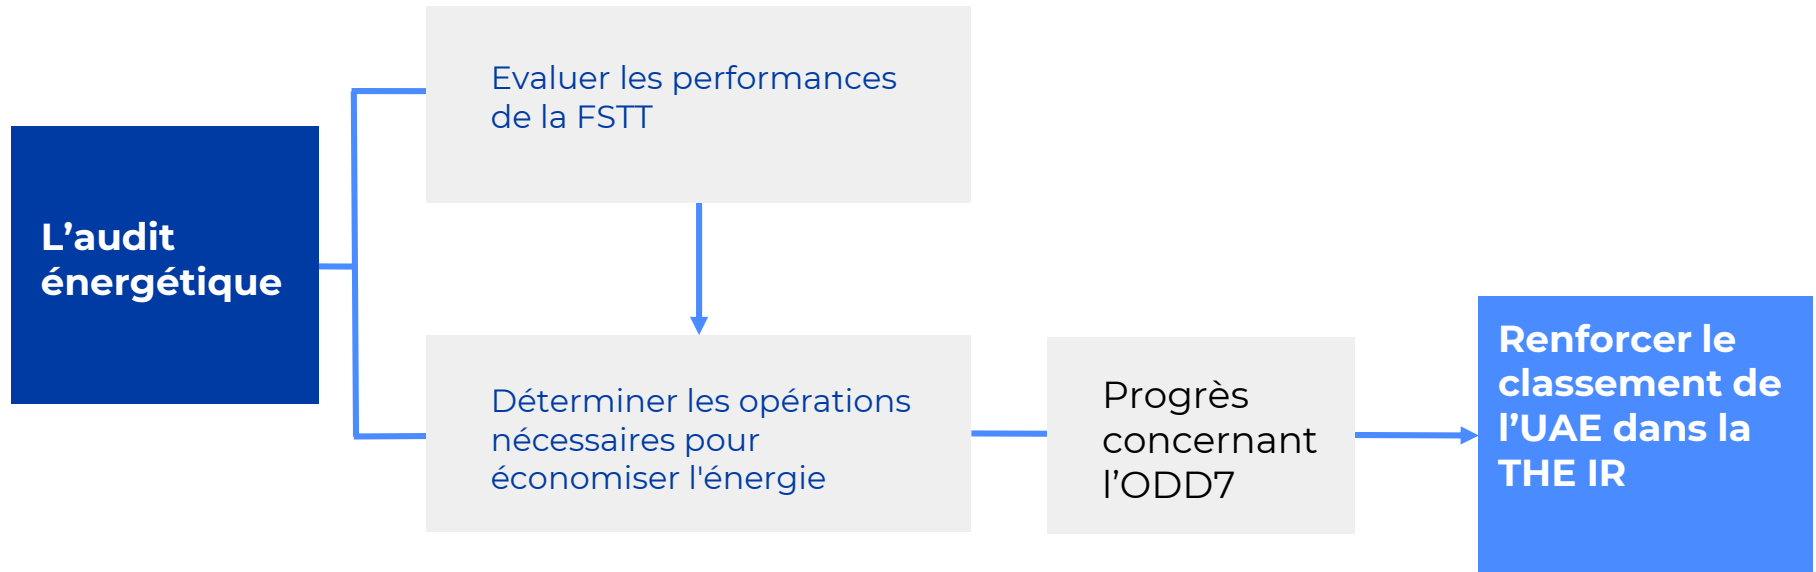 Evaluer les performances
de la FSTT
L’audit
énergétique
Déterminer les opérations
nécessaires pour
économiser l'énergie
Progrès
concernant
l’ODD7
Renforcer le
classement de
l’UAE dans la
THE IR